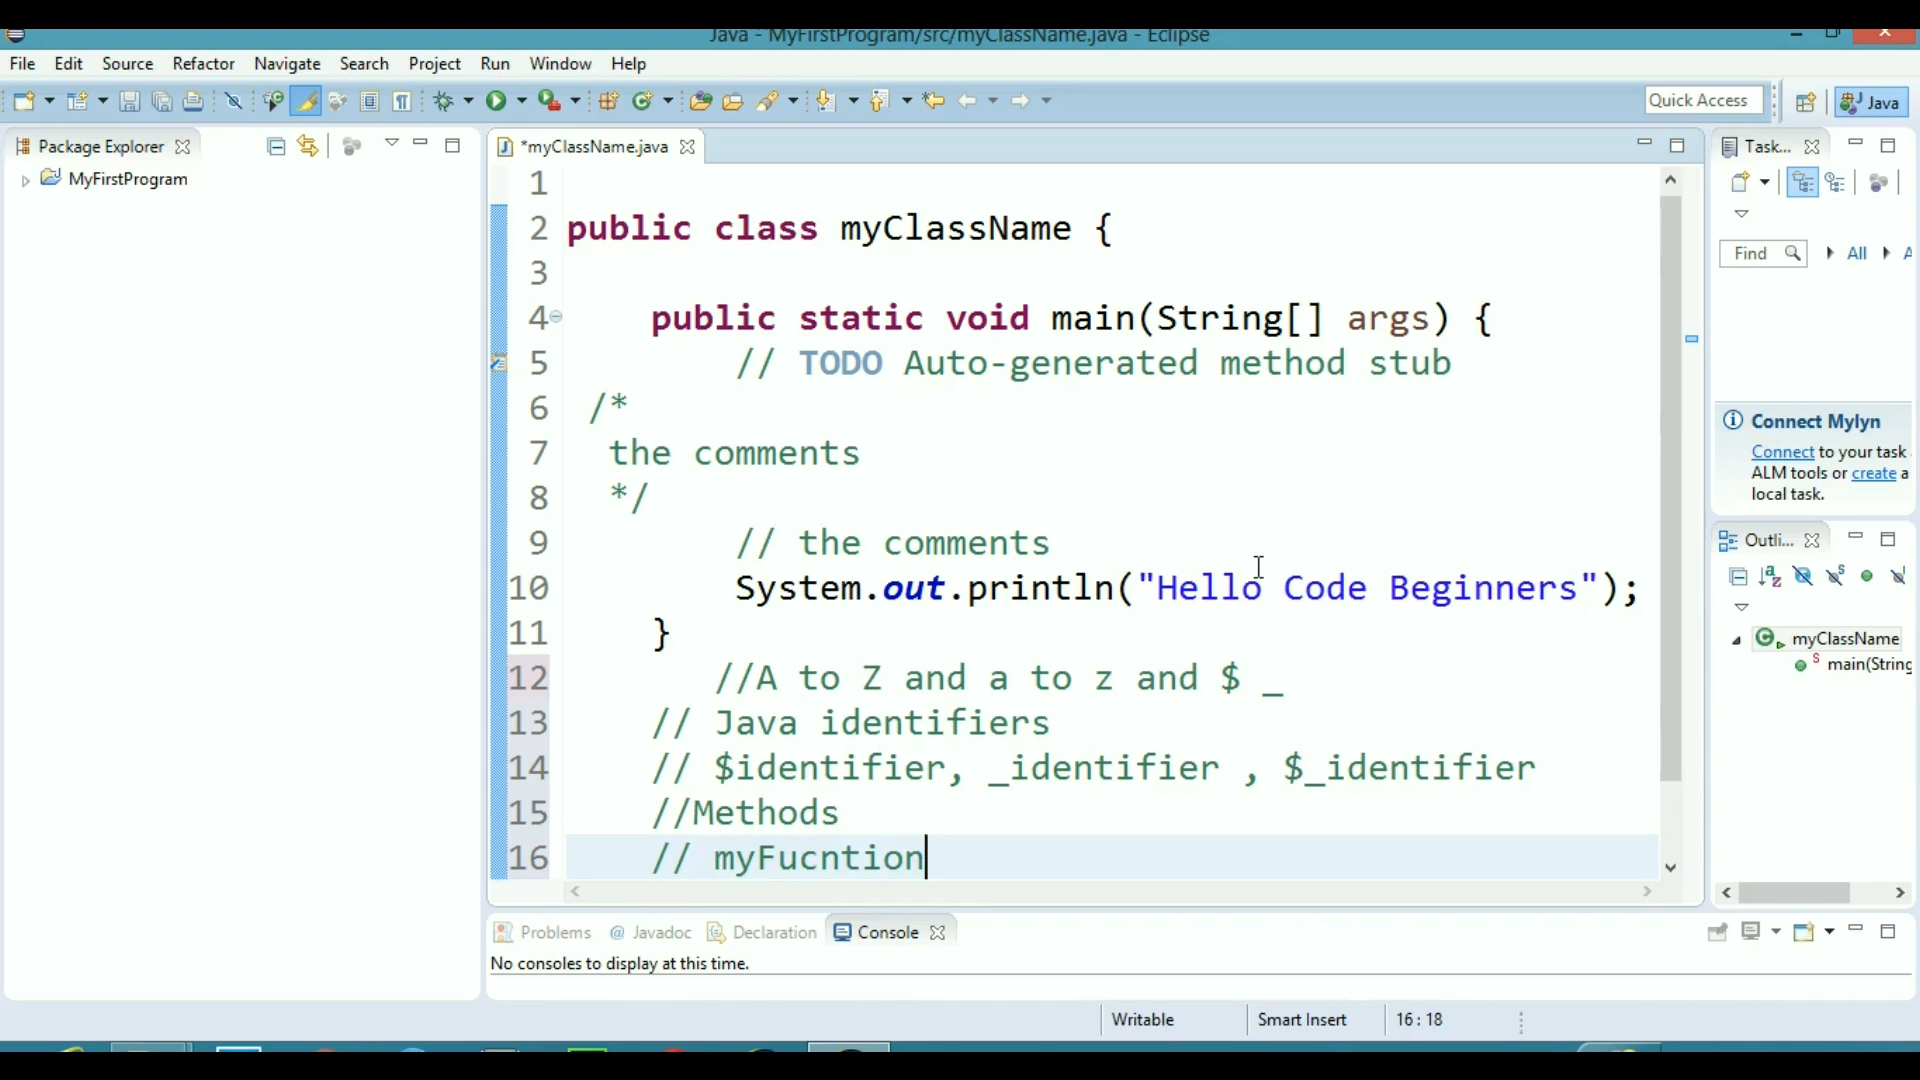 Java - MyFirstProgram/src/myClassName.java - Eclipse
File Edit Source Refactor Navigate Search Project Run Window Help
Quick Access
Java
Package Explorer
MyFirstProgram
*myClassName.java
1
2 public class myClassName {
3
4 public static void main(String[] args) {
5 // TODO Auto-generated method stub
6 /*
7 the comments
8 */
9 // the comments
10 System.out.println("Hello Code Beginners");
11 }
12 //A to Z and a to z and $ _
13 // Java identifiers
14 // $identifier, _identifier , $_identifier
15 //Methods
16 // myFucntion
Task...
Find All A
Connect Mylyn
Connect to your task
ALM tools or create a
local task.
Outli...
myClassName
main(String
Problems @ Javadoc Declaration Console
No consoles to display at this time.
Writable Smart Insert 16 : 18